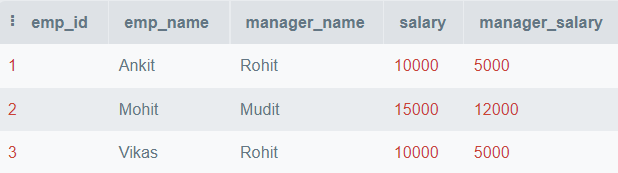 emp_id emp_name manager_name salary manager_salary
1 Ankit Rohit 10000 5000
2 Mohit Mudit 15000 12000
3 Vikas Rohit 10000 5000